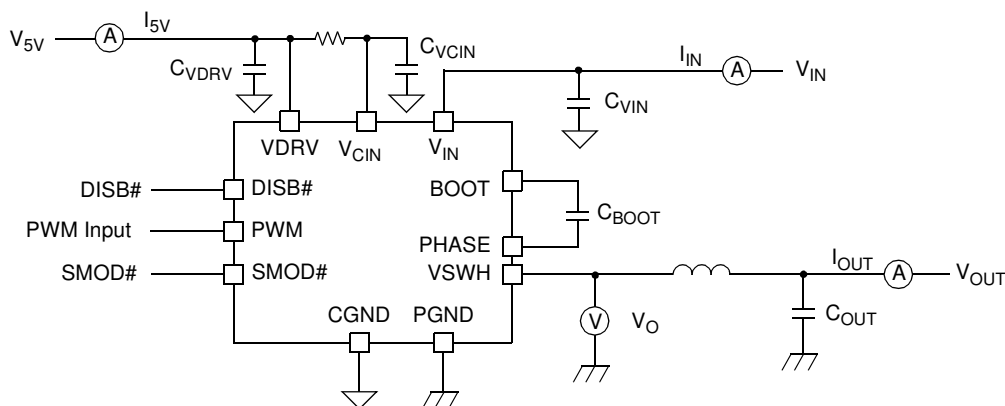 V5V
A
I5V
CVDRV
CVCIN
IIN
A
VIN
CVIN
VDRV
VCIN
VIN
DISB#
DISB#
BOOT
CBOOT
PWM Input
PWM
PHASE
SMOD#
SMOD#
VSWH
IOUT
A
VOUT
CGND
PGND
V
VO
COUT